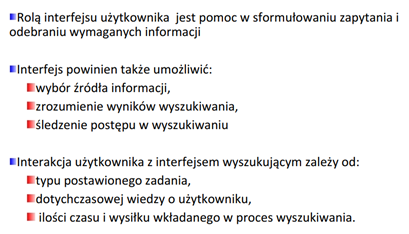 Rolą interfejsu użytkownika jest pomoc w sformułowaniu zapytania i
odebraniu wymaganych informacji
Interfejs powinien także umożliwić:
wybór źródła informacji,
zrozumienie wyników wyszukiwania,
śledzenie postępu w wyszukiwaniu
Interakcja użytkownika z interfejsem wyszukującym zależy od:
typu postawionego zadania,
dotychczasowej wiedzy o użytkowniku,
ilości czasu i wysiłku wkładanego w proces wyszukiwania.